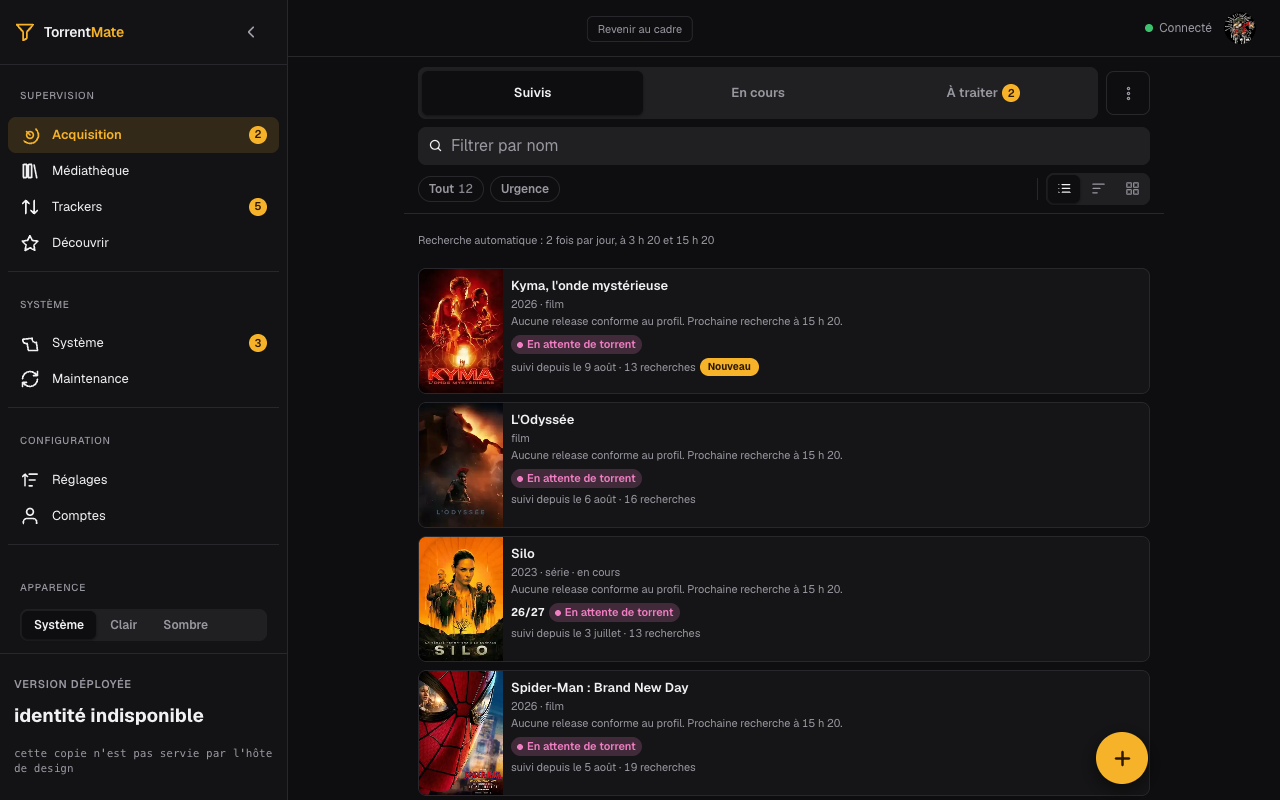 TorrentMate
Revenir au cadre
Connecté
SUPERVISION
Acquisition 2
Médiathèque
Trackers 5
Découvrir
SYSTÈME
Système 3
Maintenance
CONFIGURATION
Réglages
Comptes
APPARENCE
Système Clair Sombre
VERSION DÉPLOYÉE
identité indisponible
cette copie n'est pas servie par l'hôte
de design
Suivis En cours À traiter 2
Filtrer par nom
Tout 12 Urgence
Recherche automatique : 2 fois par jour, à 3 h 20 et 15 h 20
KYMA
L'ONDE MYSTÉRIEUSE
Kyma, l'onde mystérieuse
2026 · film
Aucune release conforme au profil. Prochaine recherche à 15 h 20.
En attente de torrent
suivi depuis le 9 août · 13 recherches Nouveau
L'ODYSSÉE
L'Odyssée
film
Aucune release conforme au profil. Prochaine recherche à 15 h 20.
En attente de torrent
suivi depuis le 6 août · 16 recherches
SILO
Silo
2023 · série · en cours
Aucune release conforme au profil. Prochaine recherche à 15 h 20.
26/27 En attente de torrent
suivi depuis le 3 juillet · 13 recherches
Spider-Man : Brand New Day
2026 · film
Aucune release conforme au profil. Prochaine recherche à 15 h 20.
En attente de torrent
suivi depuis le 5 août · 19 recherches